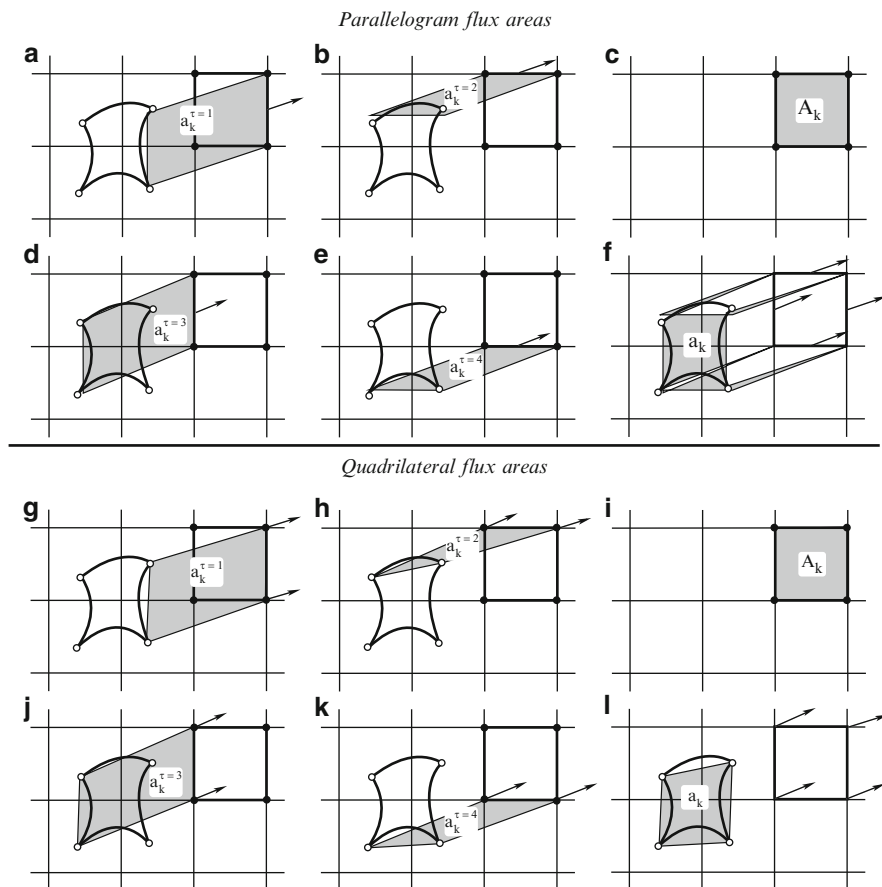 Parallelogram flux areas
a
b
c
a_k^{τ=1}
a_k^{τ=2}
A_k
d
e
f
a_k^{τ=3}
a_k^{τ=4}
a_k
Quadrilateral flux areas
g
h
i
a_k^{τ=1}
a_k^{τ=2}
A_k
j
k
l
a_k^{τ=3}
a_k^{τ=4}
a_k